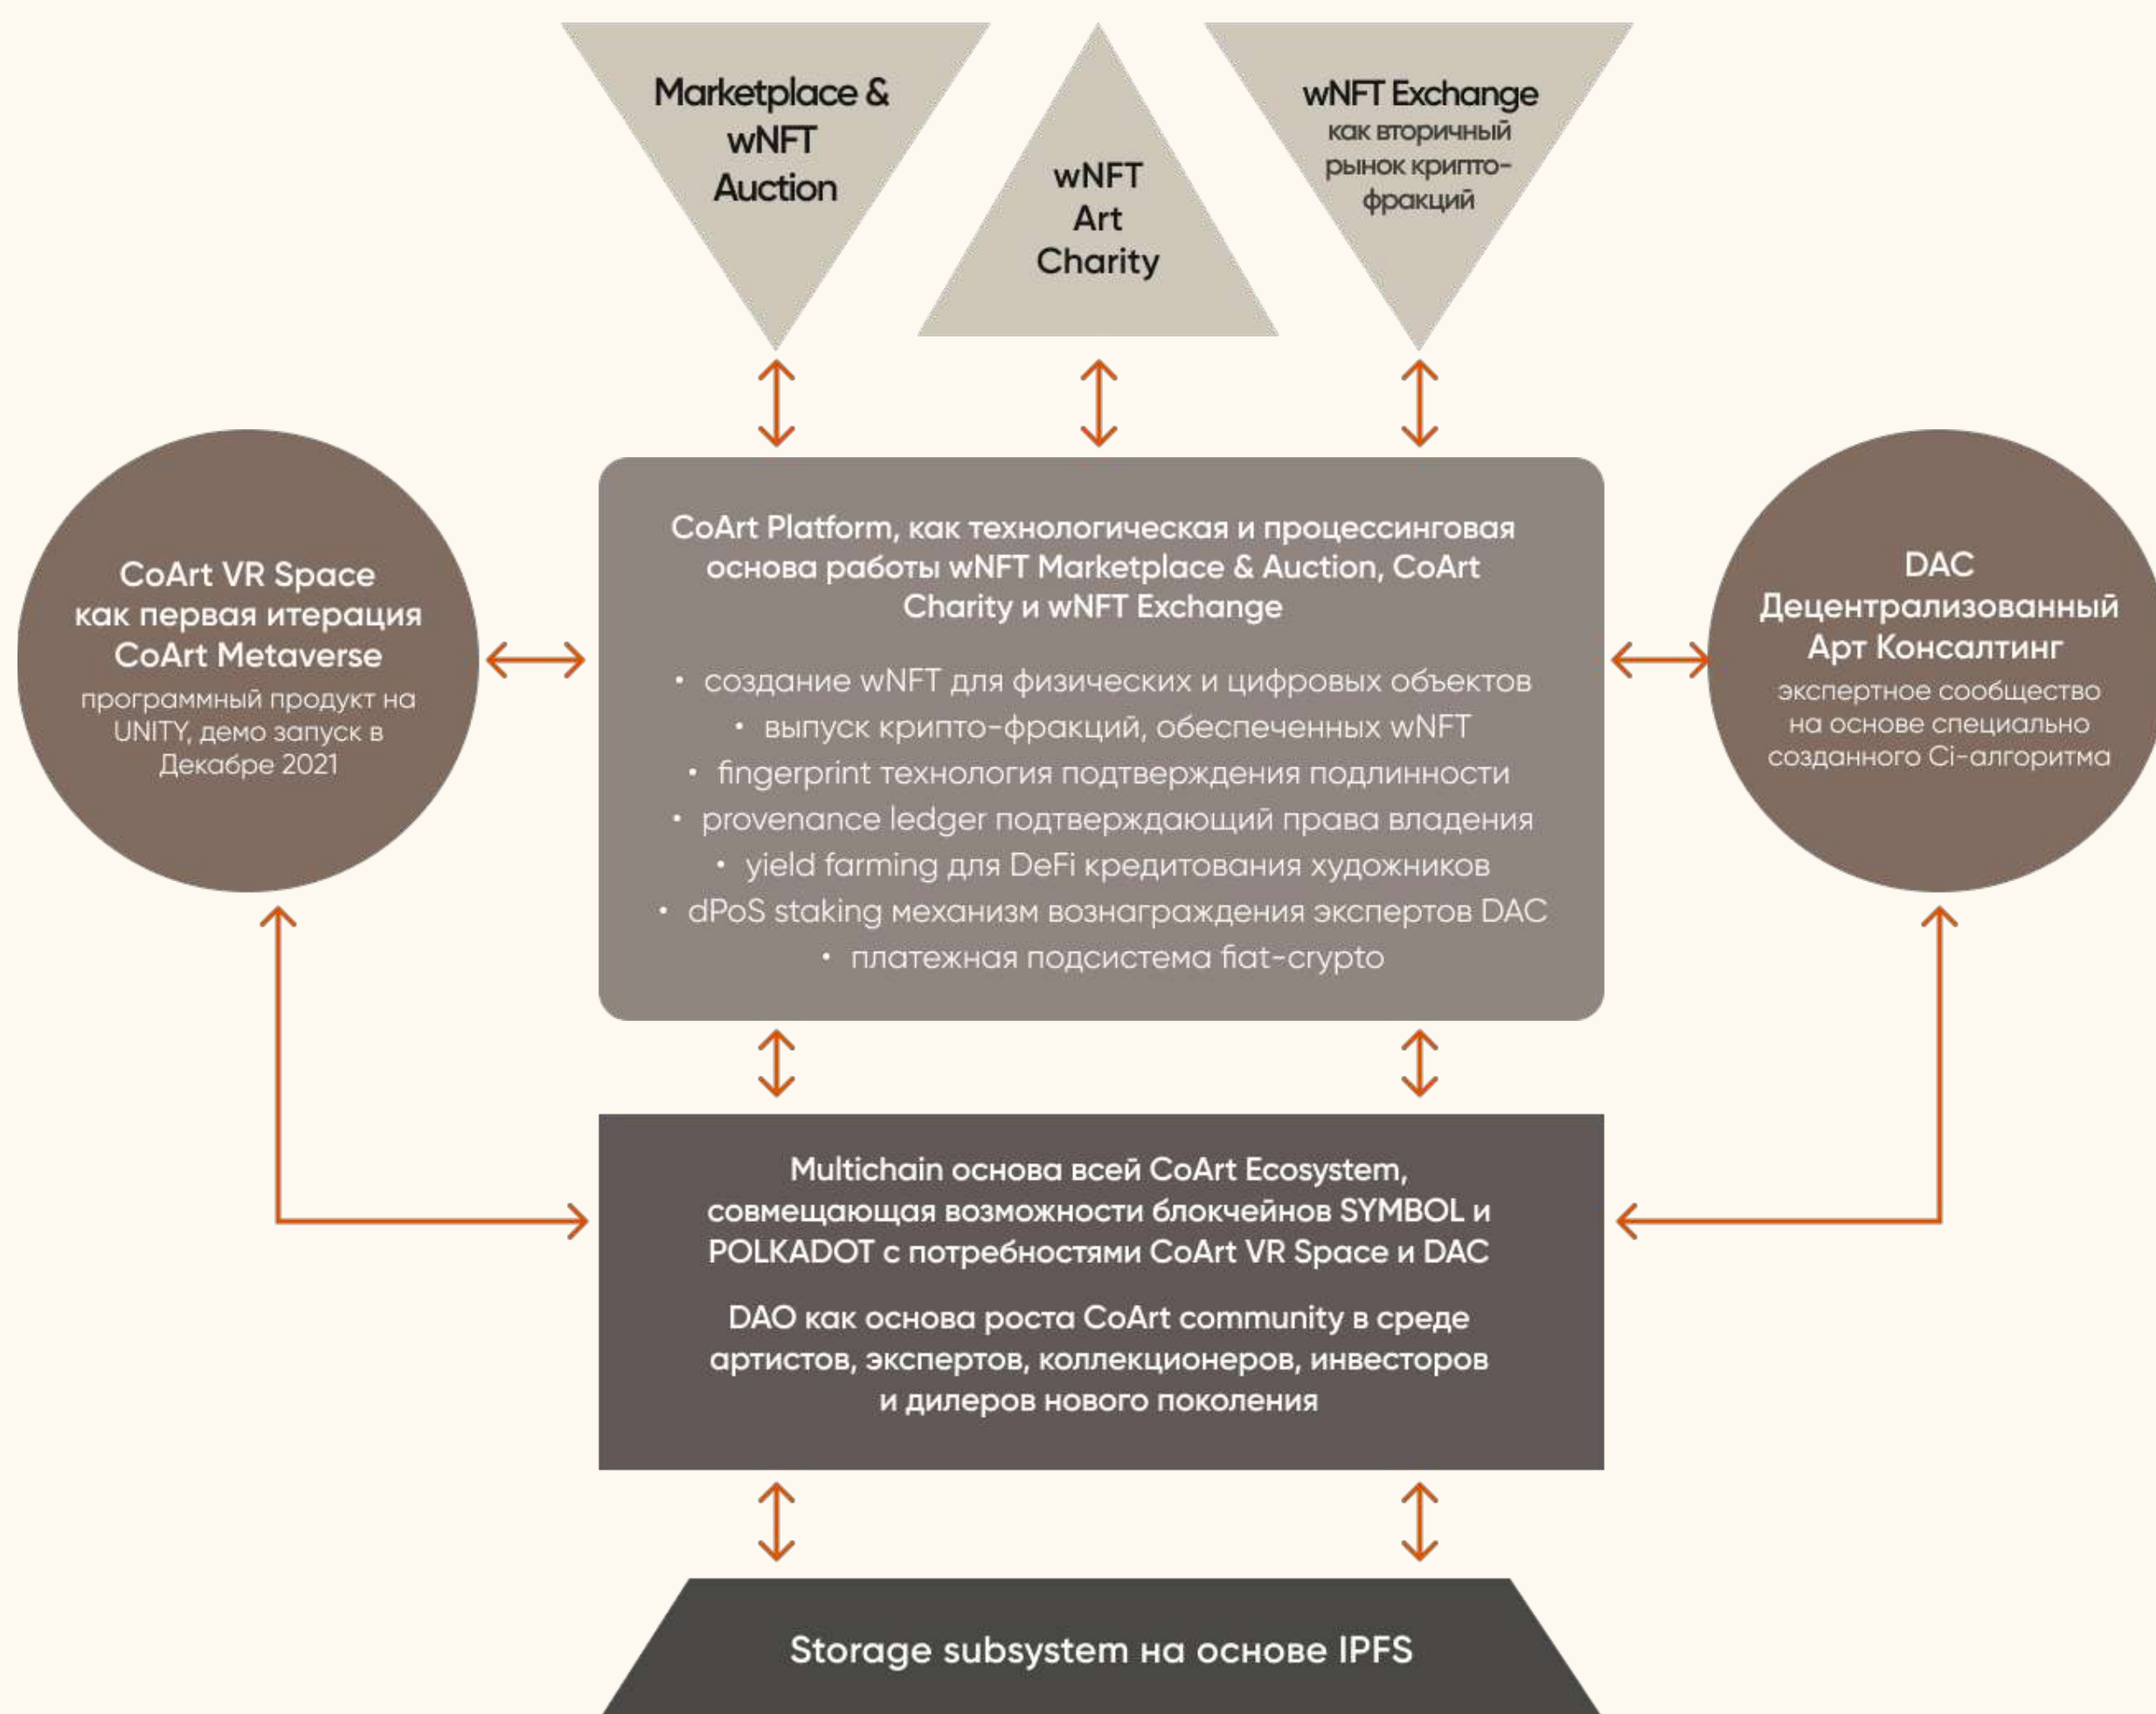 Marketplace &
wNFT
Auction
wNFT
Art
Charity
wNFT Exchange
как вторичный
рынок крипто-
фракций
CoArt VR Space
как первая итерация
CoArt Metaverse
программный продукт на
UNITY, демо запуск в
Декабре 2021
CoArt Platform, как технологическая и процессинговая
основа работы wNFT Marketplace & Auction, CoArt
Charity и wNFT Exchange
• создание wNFT для физических и цифровых объектов
• выпуск крипто-фракций, обеспеченных wNFT
• fingerprint технология подтверждения подлинности
• provenance ledger подтверждающий права владения
• yield farming для DeFi кредитования художников
• dPoS staking механизм вознаграждения экспертов DAC
• платежная подсистема fiat-crypto
DAC
Децентрализованный
Арт Консалтинг
экспертное сообщество
на основе специально
созданного Ci-алгоритма
Multichain основа всей CoArt Ecosystem,
совмещающая возможности блокчейнов SYMBOL и
POLKADOT с потребностями CoArt VR Space и DAC
DAO как основа роста CoArt community в среде
артистов, экспертов, коллекционеров, инвесторов
и дилеров нового поколения
Storage subsystem на основе IPFS